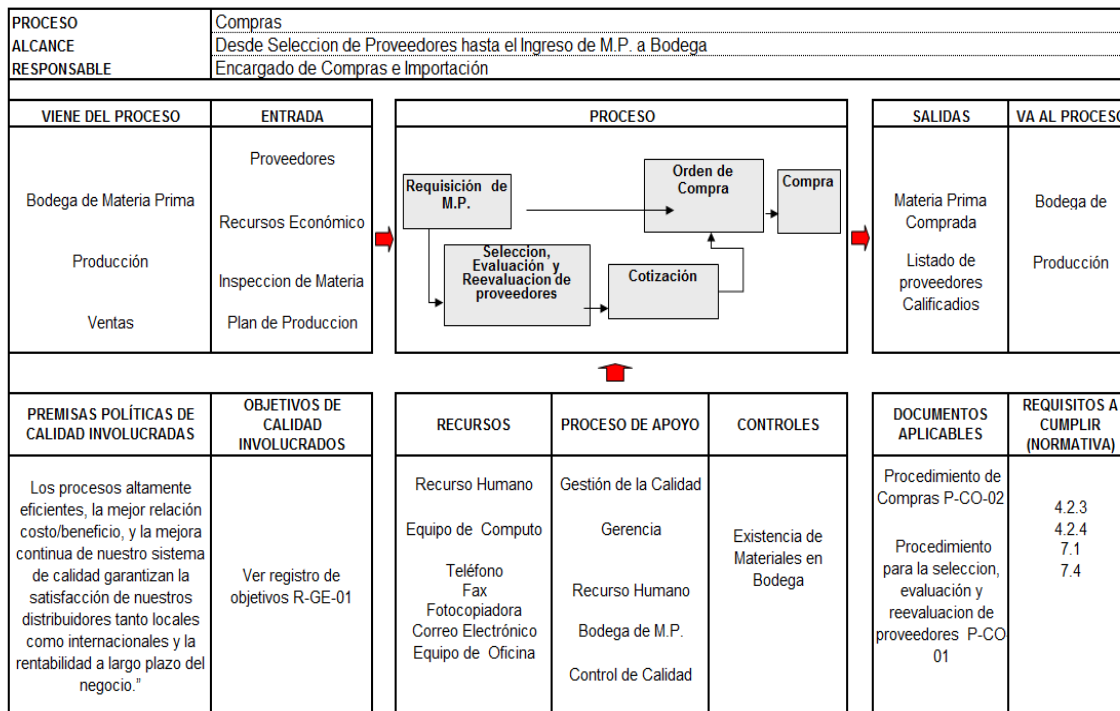 PROCESO Compras
ALCANCE Desde Seleccion de Proveedores hasta el Ingreso de M.P. a Bodega
RESPONSABLE Encargado de Compras e Importación
VIENE DEL PROCESO
Bodega de Materia Prima
Producción
Ventas
ENTRADA
Proveedores
Recursos Económico
Inspeccion de Materia
Plan de Produccion
PROCESO
Requisición de
M.P.
Seleccion,
Evaluación y
Reevaluacion de
proveedores
Cotización
Orden de
Compra
Compra
SALIDAS
Materia Prima
Comprada
Listado de
proveedores
Calificadios
VA AL PROCESO
Bodega de
Producción
PREMISAS POLÍTICAS DE
CALIDAD INVOLUCRADAS
Los procesos altamente
eficientes, la mejor relación
costo/beneficio, y la mejora
continua de nuestro sistema
de calidad garantizan la
satisfacción de nuestros
distribuidores tanto locales
como internacionales y la
rentabilidad a largo plazo del
negocio.”
OBJETIVOS DE
CALIDAD
INVOLUCRADOS
Ver registro de
objetivos R-GE-01
RECURSOS
Recurso Humano
Equipo de Computo
Teléfono
Fax
Fotocopiadora
Correo Electrónico
Equipo de Oficina
PROCESO DE APOYO
Gestión de la Calidad
Gerencia
Recurso Humano
Bodega de M.P.
Control de Calidad
CONTROLES
Existencia de
Materiales en
Bodega
DOCUMENTOS
APLICABLES
Procedimiento de
Compras P-CO-02
Procedimiento
para la seleccion,
evaluación y
reevaluacion de
proveedores P-CO
01
REQUISITOS A
CUMPLIR
(NORMATIVA)
4.2.3
4.2.4
7.1
7.4